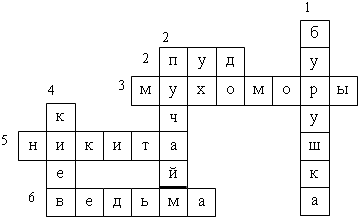 1
2 б
2 п у д у
4 3 м у х о м о р ы
к ч у
5 н и к и т а ш
е й к
6 в е д ь м а а